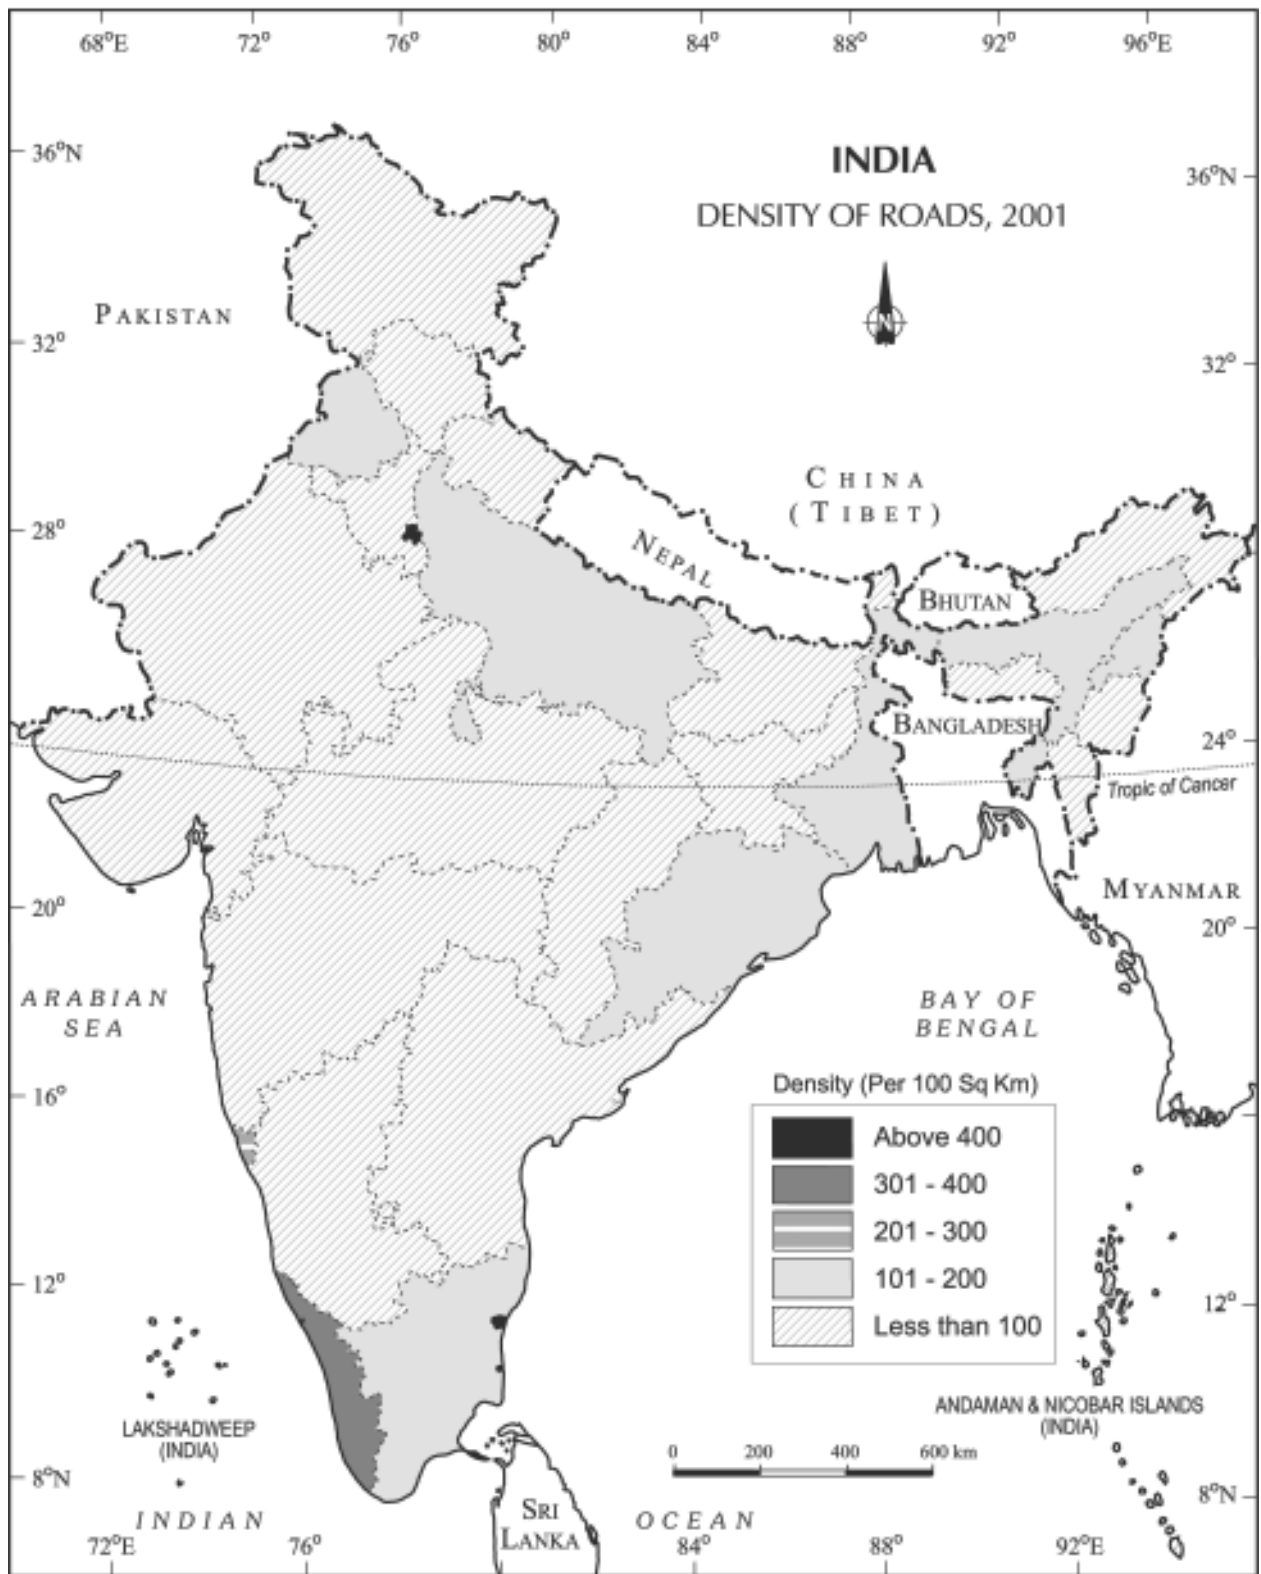 68°E 72° 76° 80° 84° 88° 92° 96°E
36°N
INDIA
36°N
DENSITY OF ROADS, 2001
N
PAKISTAN
32°
32°
CHINA
(TIBET)
28°
NEPAL
BHUTAN
BANGLADESH
24°
Tropic of Cancer
MYANMAR
20°
20°
ARABIAN
SEA
BAY OF
BENGAL
16°
Density (Per 100 Sq Km)
Above 400
301 - 400
201 - 300
101 - 200
Less than 100
12°
12°
ANDAMAN & NICOBAR ISLANDS
(INDIA)
LAKSHADWEEP
(INDIA)
0 200 400 600 km
8°N
8°N
SRI
LANKA
INDIAN OCEAN
72°E 76° 84° 88° 92°E